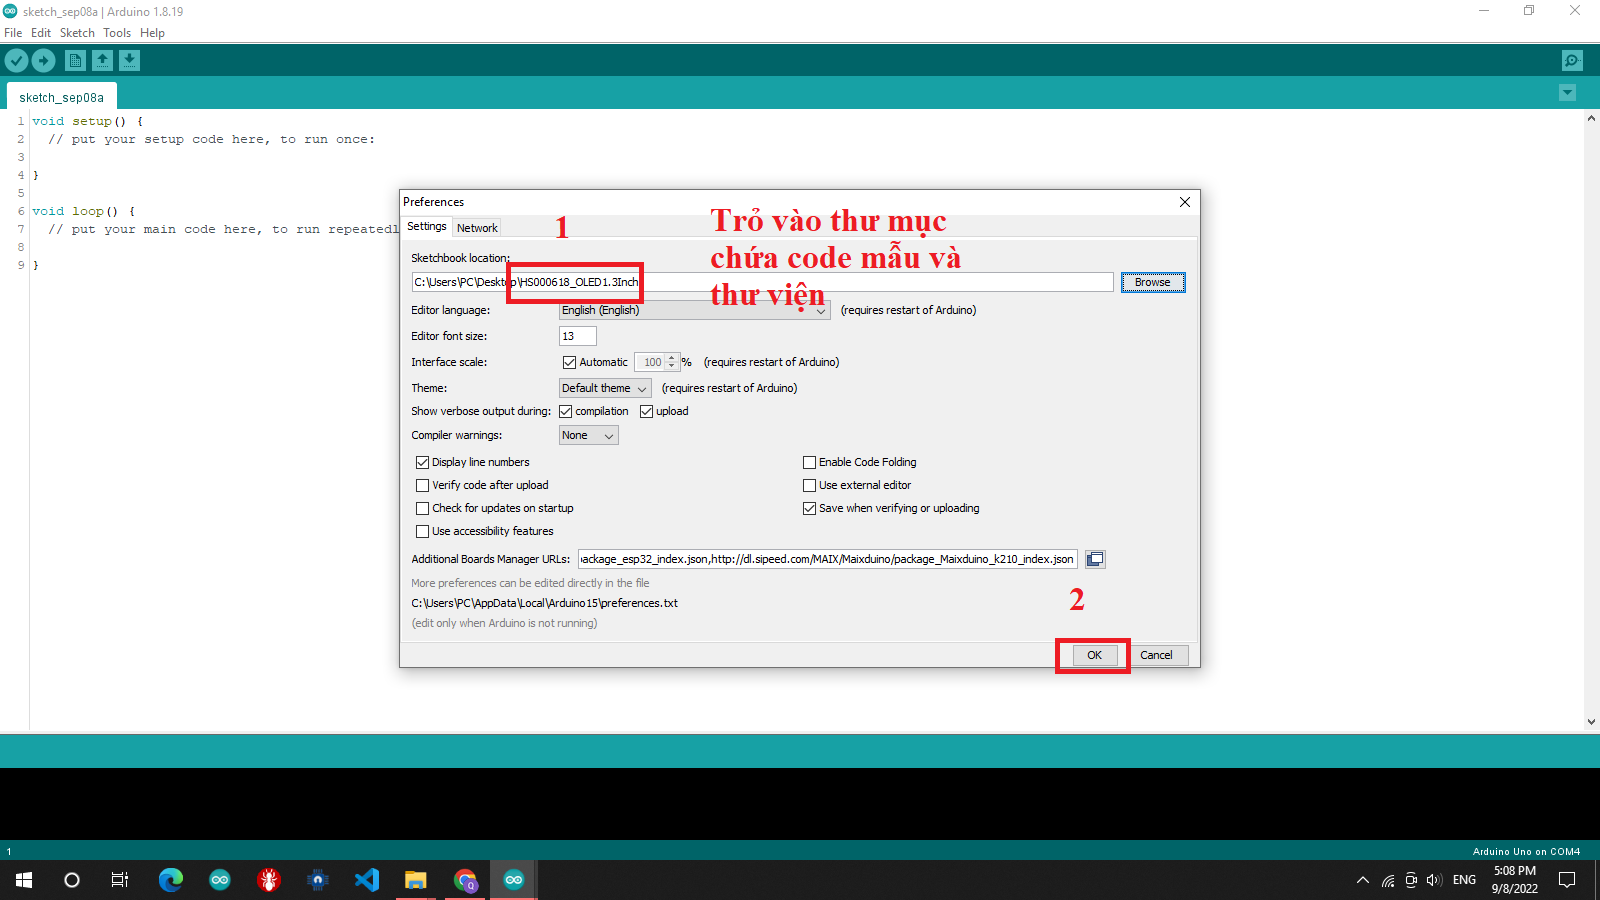 sketch_sep08a | Arduino 1.8.19
File Edit Sketch Tools Help
sketch_sep08a
1 void setup() {
2 // put your setup code here, to run once:
3
4 }
5
6 void loop() {
7 // put your main code here, to run repeatedl
8
9 }
Preferences
Settings Network
1
Trỏ vào thư mục
chứa code mẫu và
thư viện
Sketchbook location:
C:\Users\PC\Desktop\HS000618_OLED1.3Inch
Browse
Editor language: English (English) (requires restart of Arduino)
Editor font size: 13
Interface scale: Automatic 100 % (requires restart of Arduino)
Theme: Default theme (requires restart of Arduino)
Show verbose output during: compilation upload
Compiler warnings: None
Display line numbers Enable Code Folding
Verify code after upload Use external editor
Check for updates on startup Save when verifying or uploading
Use accessibility features
Additional Boards Manager URLs: package_esp32_index.json,http://dl.sipeed.com/MAIX/Maixduino/package_Maixduino_k210_index.json
More preferences can be edited directly in the file
C:\Users\PC\AppData\Local\Arduino15\preferences.txt
(edit only when Arduino is not running)
2
OK Cancel
1 Arduino Uno on COM4
ENG
5:08 PM
9/8/2022